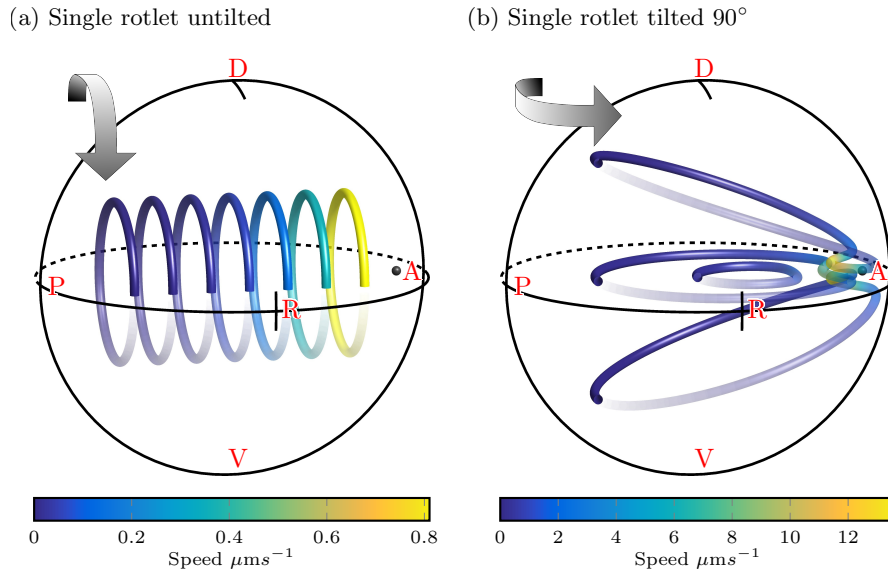 (a) Single rotlet untilted
(b) Single rotlet tilted 90°
D
D
A
A
P
P
R
R
V
V
0 0.2 0.4 0.6 0.8
0 2 4 6 8 10 12
Speed μms⁻¹
Speed μms⁻¹